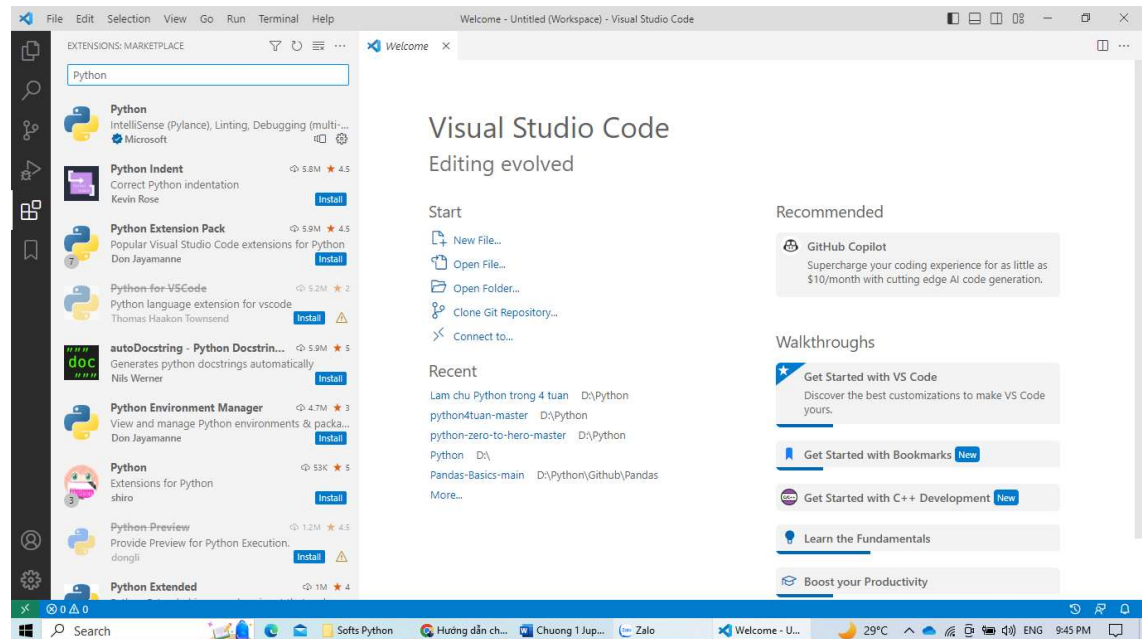 File Edit Selection View Go Run Terminal Help
Welcome - Untitled (Workspace) - Visual Studio Code
EXTENSIONS: MARKETPLACE
Python
Python
IntelliSense (Pylance), Linting, Debugging (multi-...
Microsoft
Python Indent 5.8M 4.5
Correct Python indentation
Kevin Rose Install
Python Extension Pack 5.9M 4.5
Popular Visual Studio Code extensions for Python
7 Don Jayamanne Install
Python for VSCode 5.2M 2
Python language extension for vscode
Thomas Haakon Townsend Install
autoDocstring - Python Docstrin... 5.9M 5
Generates python docstrings automatically
Nils Werner Install
""" doc """
Python Environment Manager 4.7M 3
View and manage Python environments & packa...
Don Jayamanne Install
Python 53K 5
Extensions for Python
3 shiro Install
Python Preview 1.2M 4.5
Provide Preview for Python Execution.
dongli Install
Python Extended 1M 4
Welcome
Visual Studio Code
Editing evolved
Start
New File...
Open File...
Open Folder...
Clone Git Repository...
Connect to...
Recent
Lam chu Python trong 4 tuan D:\Python
python4tuan-master D:\Python
python-zero-to-hero-master D:\Python
Python D:\
Pandas-Basics-main D:\Python\Github\Pandas
More...
Recommended
GitHub Copilot
Supercharge your coding experience for as little as
$10/month with cutting edge AI code generation.
Walkthroughs
Get Started with VS Code
Discover the best customizations to make VS Code
yours.
Get Started with Bookmarks New
Get Started with C++ Development New
Learn the Fundamentals
Boost your Productivity
0 0
Search Softs Python Hướng dẫn ch... Chuong 1 Jup... Zalo Welcome - U... 29°C ENG 9:45 PM